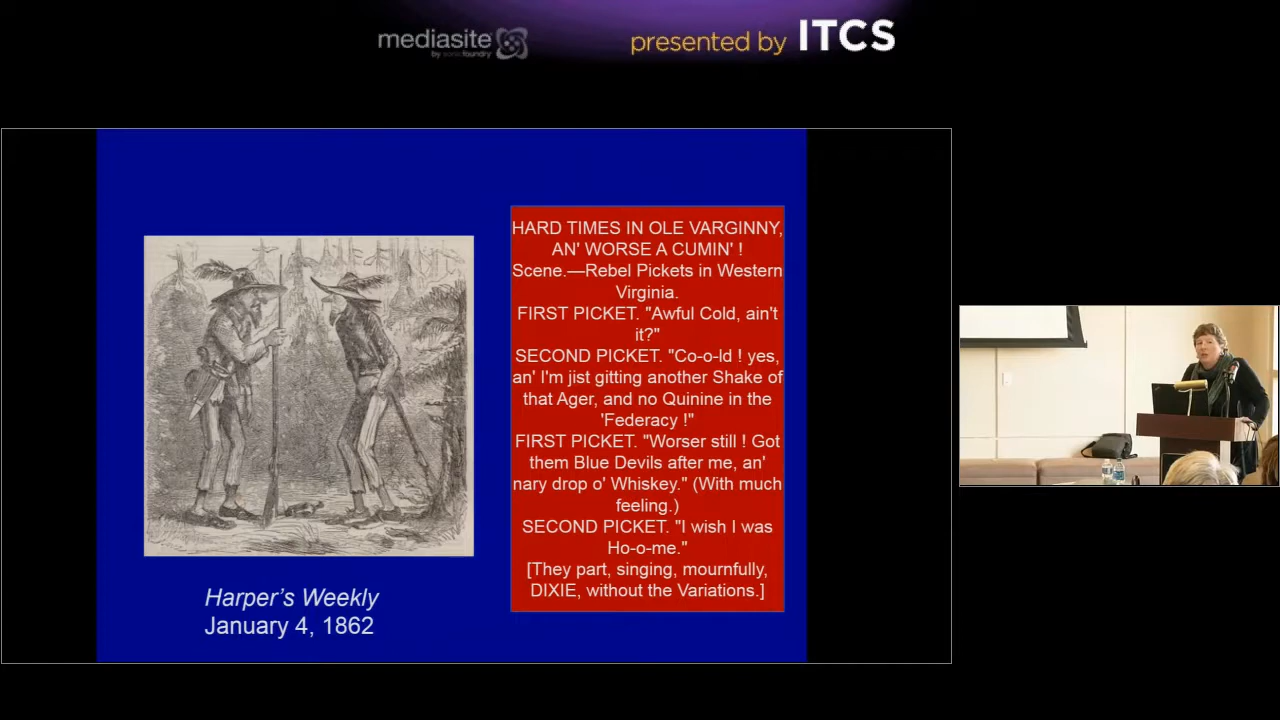 mediasite
by sonicfoundry
presented by ITCS
HARD TIMES IN OLE VARGINNY,
AN' WORSE A CUMIN' !
Scene.—Rebel Pickets in Western
Virginia.
FIRST PICKET. "Awful Cold, ain't
it?"
SECOND PICKET. "Co-o-ld ! yes,
an' I'm jist gitting another Shake of
that Ager, and no Quinine in the
'Federacy !"
FIRST PICKET. "Worser still ! Got
them Blue Devils after me, an'
nary drop o' Whiskey." (With much
feeling.)
SECOND PICKET. "I wish I was
Ho-o-me."
[They part, singing, mournfully,
DIXIE, without the Variations.]
Harper's Weekly
January 4, 1862